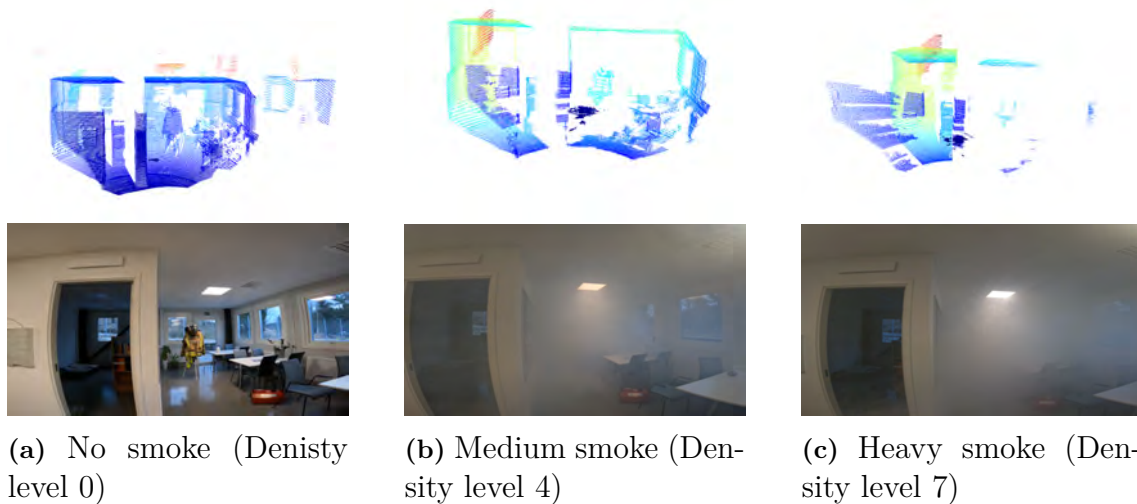 (a) No smoke (Denisty
level 0)
(b) Medium smoke (Den-
sity level 4)
(c) Heavy smoke (Den-
sity level 7)